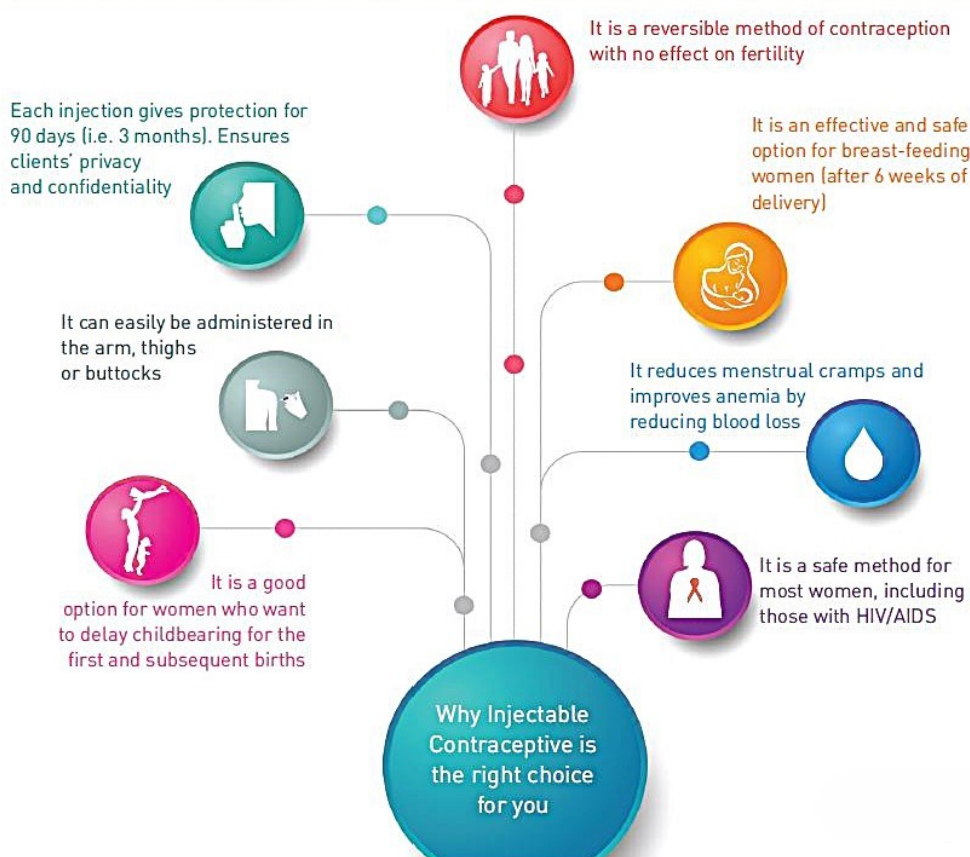 It is a reversible method of contraception
with no effect on fertility
Each injection gives protection for
90 days (i.e. 3 months). Ensures
clients' privacy
and confidentiality
It is an effective and safe
option for breast-feeding
women (after 6 weeks of
delivery)
It can easily be administered in
the arm, thighs
or buttocks
It reduces menstrual cramps and
improves anemia by
reducing blood loss
It is a good
option for women who want
to delay childbearing for the
first and subsequent births
It is a safe method for
most women, including
those with HIV/AIDS
Why Injectable
Contraceptive is
the right choice
for you